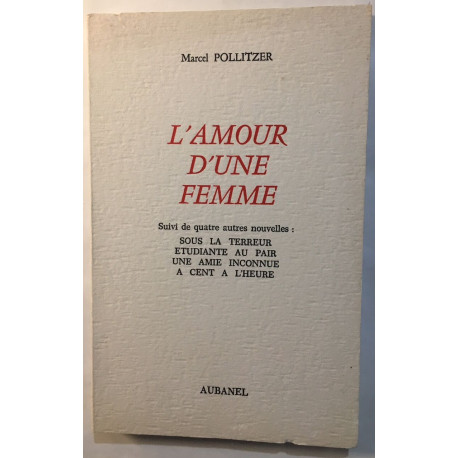 Marcel POLLITZER
L'AMOUR
D'UNE
FEMME
Suivi de quatre autres nouvelles :
SOUS LA TERREUR
ETUDIANTE AU PAIR
UNE AMIE INCONNUE
A CENT A L'HEURE
AUBANEL